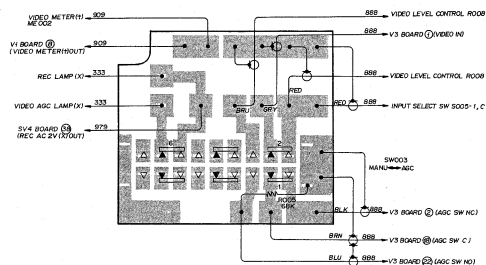 VIDEO METER(+) 909
ME002
V1 BOARD ⑧ 909
(VIDEO METER(+)OUT)
REC LAMP(X) 333
VIDEO AGC LAMP(X) 333
SV4 BOARD ㊳ 979
(REC AC 2V (X)) OUT
888 VIDEO LEVEL CONTROL R008
888 V3 BOARD ① (VIDEO IN)
888 VIDEO LEVEL CONTROL R008
RED
BRU
GRY
RED 888 INPUT SELECT SW S005-1, C
6
2
SW003
MANU AGC
1
R005
68K
BLK 888 V3 BOARD ② (AGC SW NC)
BRN 888 V3 BOARD ⑱ (AGC SW C)
BLU 888 V3 BOARD ㉒ (AGC SW NO)